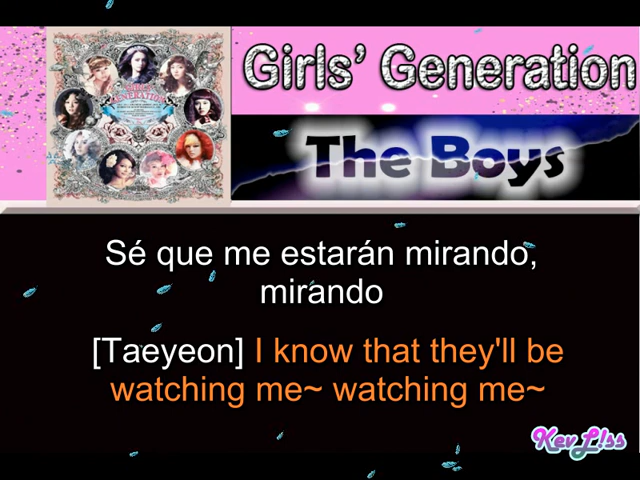 Girls' Generation
GENERATION
The Boys
Sé que me estarán mirando,
mirando
[Taeyeon] I know that they'll be
watching me~ watching me~
KevL!ss